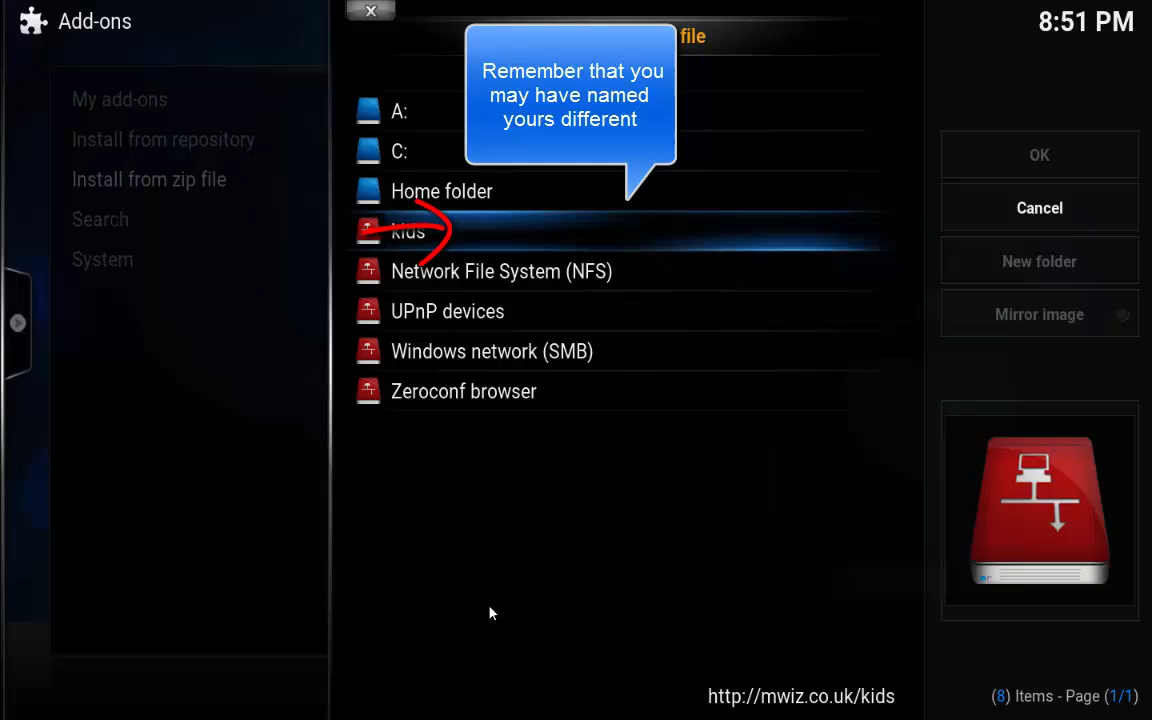 Add-ons
X
file
8:51 PM
Remember that you
may have named
yours different
My add-ons
Install from repository
Install from zip file
Search
System
A:
C:
Home folder
kids
Network File System (NFS)
UPnP devices
Windows network (SMB)
Zeroconf browser
OK
Cancel
New folder
Mirror image
http://mwiz.co.uk/kids
(8) Items - Page (1/1)